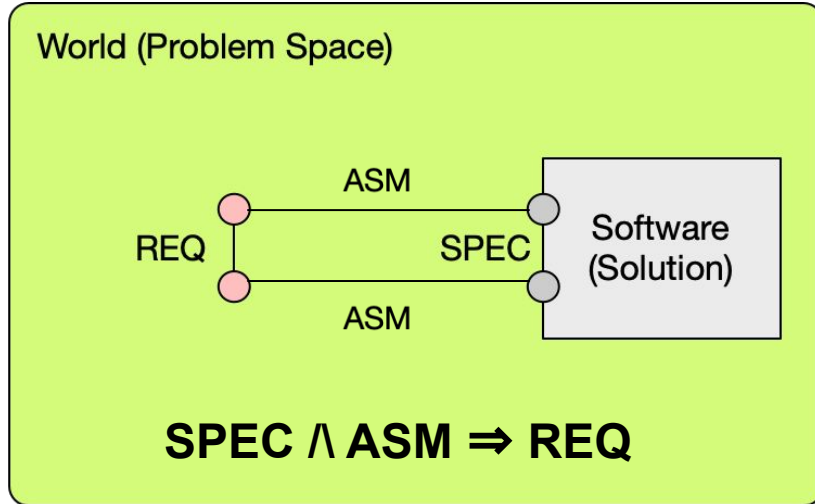 World (Problem Space)
ASM
REQ
SPEC
Software
(Solution)
ASM
SPEC /\ ASM ⇒ REQ